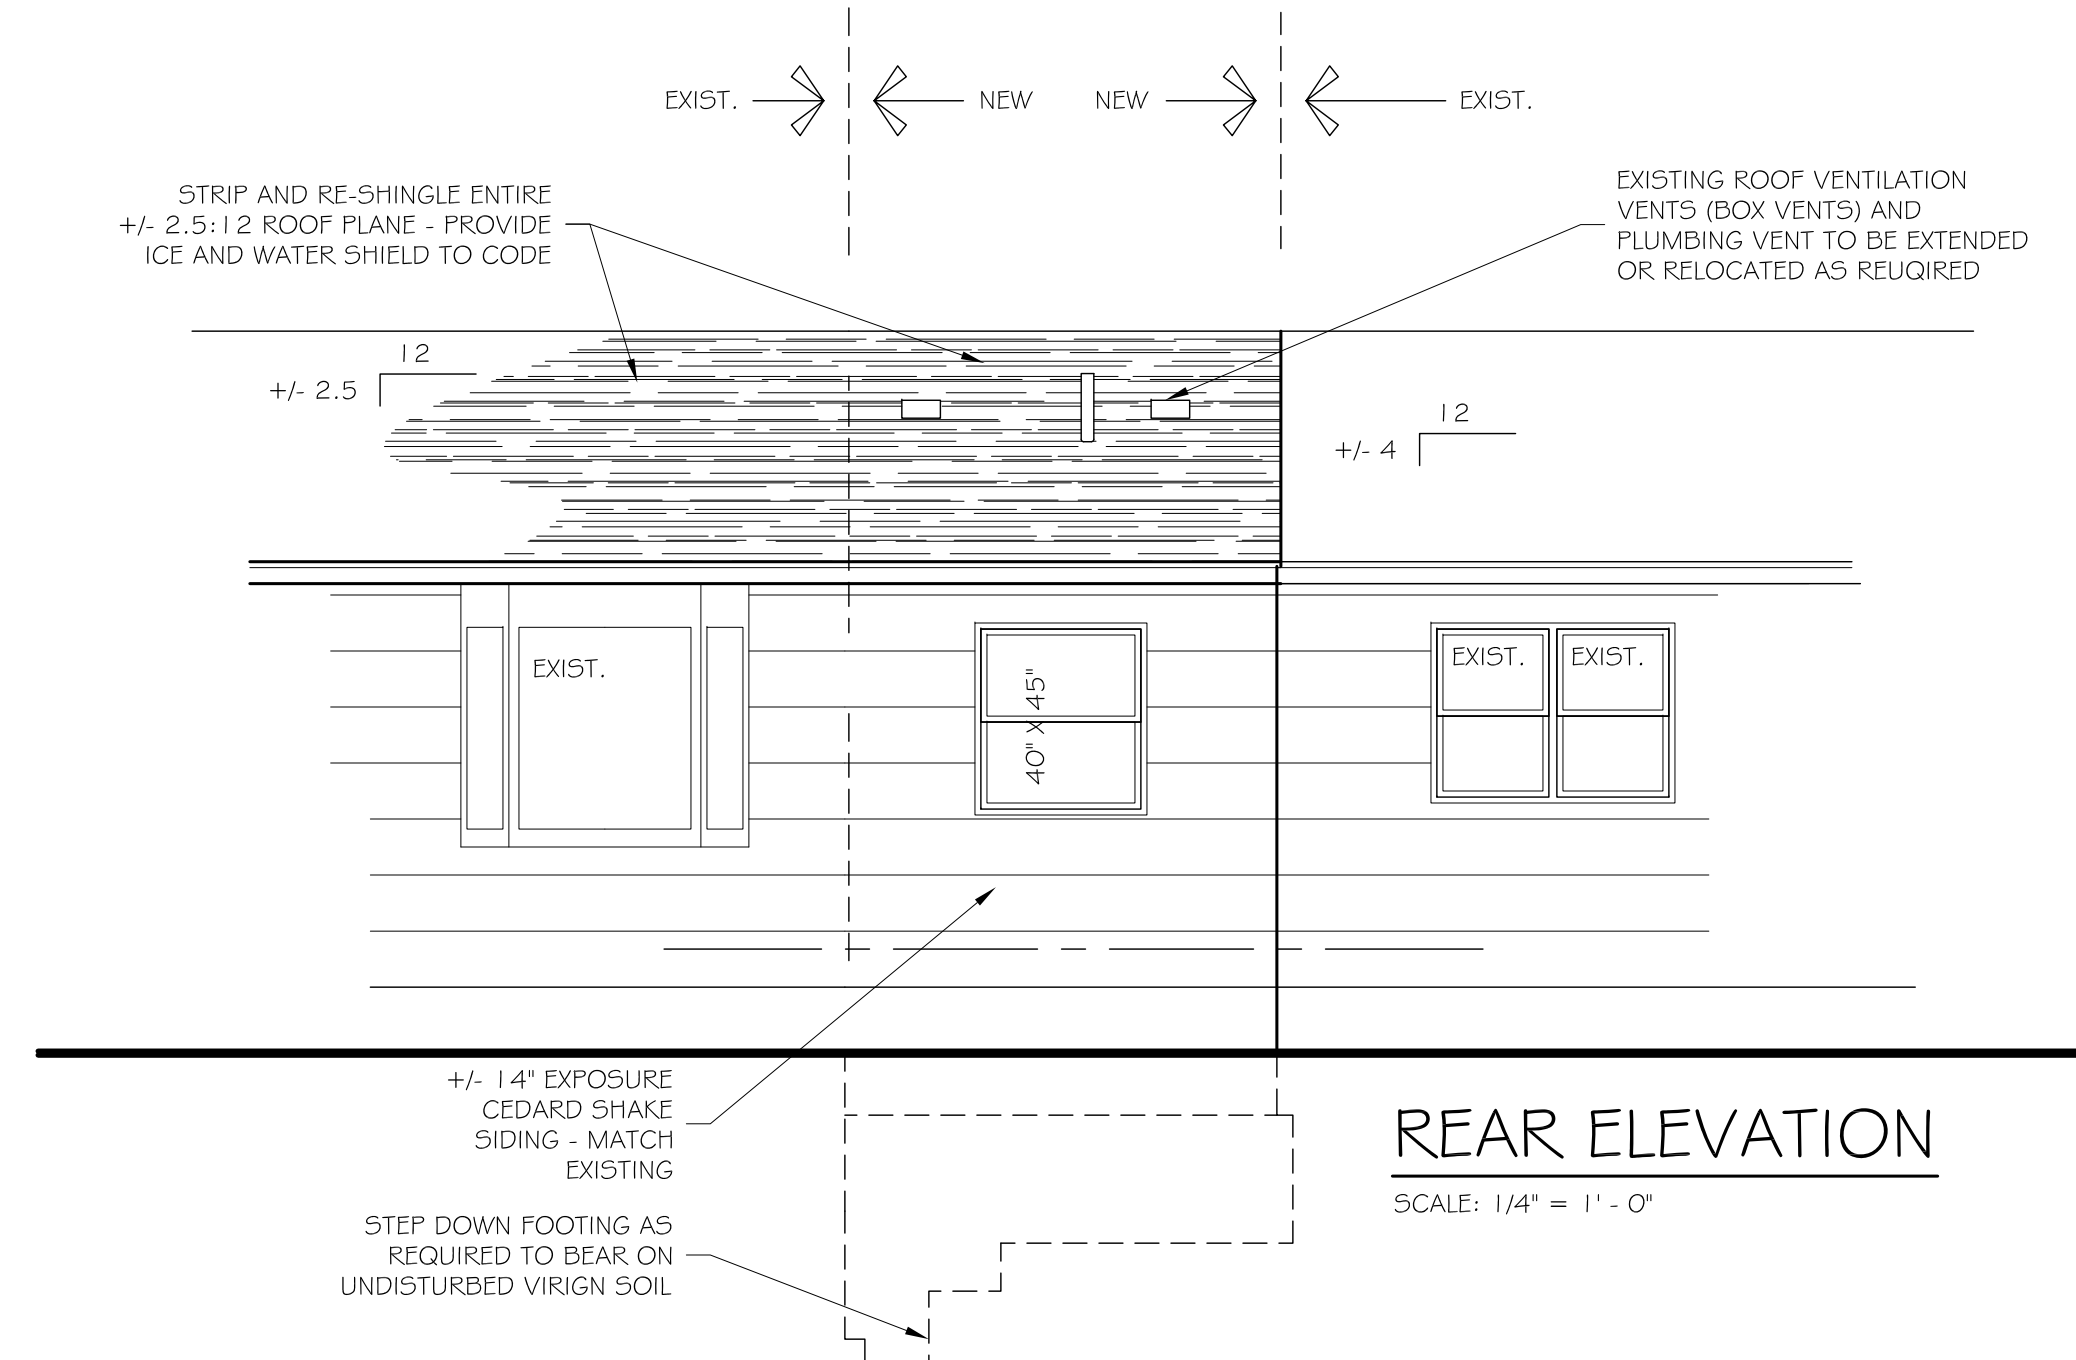 EXIST.
NEW
NEW
EXIST.
STRIP AND RE-SHINGLE ENTIRE
+/- 2.5:12 ROOF PLANE - PROVIDE
ICE AND WATER SHIELD TO CODE
EXISTING ROOF VENTILATION
VENTS (BOX VENTS) AND
PLUMBING VENT TO BE EXTENDED
OR RELOCATED AS REUQIRED
12
+/- 2.5
12
+/- 4
EXIST.
40" X 45"
EXIST.
EXIST.
+/- 14" EXPOSURE
CEDARD SHAKE
SIDING - MATCH
EXISTING
STEP DOWN FOOTING AS
REQUIRED TO BEAR ON
UNDISTURBED VIRIGN SOIL
REAR ELEVATION
SCALE: 1/4" = 1' - 0"